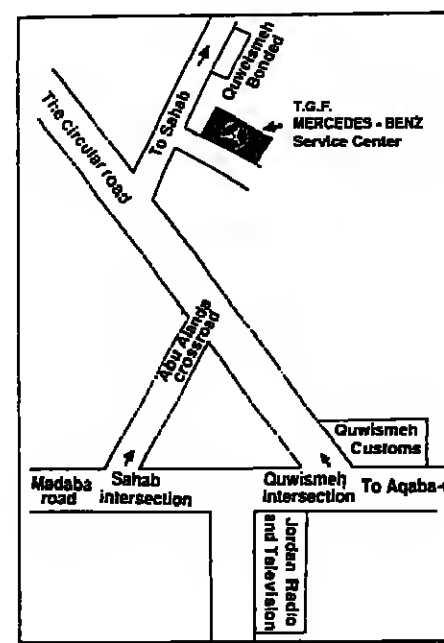 Quweismeh
Bonded
To Sahab
T.G.F.
MERCEDES - BENZ
Service Center
The circular road
Abu Alanda
crossroad
Quwismeh
Customs
Madaba
road
Sahab
intersection
Quwismeh
intersection
To Aqaba
Jordan Radio
and Television